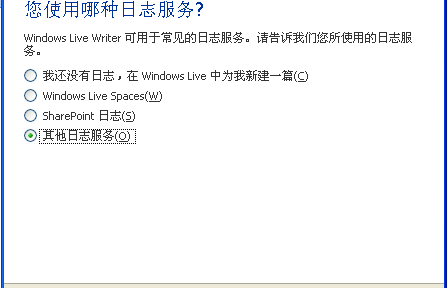 您使用哪种日志服务?
Windows Live Writer 可用于常见的日志服务。请告诉我们您所使用的日志服
务。
我还没有日志，在 Windows Live 中为我新建一篇(C)
Windows Live Spaces(W)
SharePoint 日志(S)
其他日志服务(O)